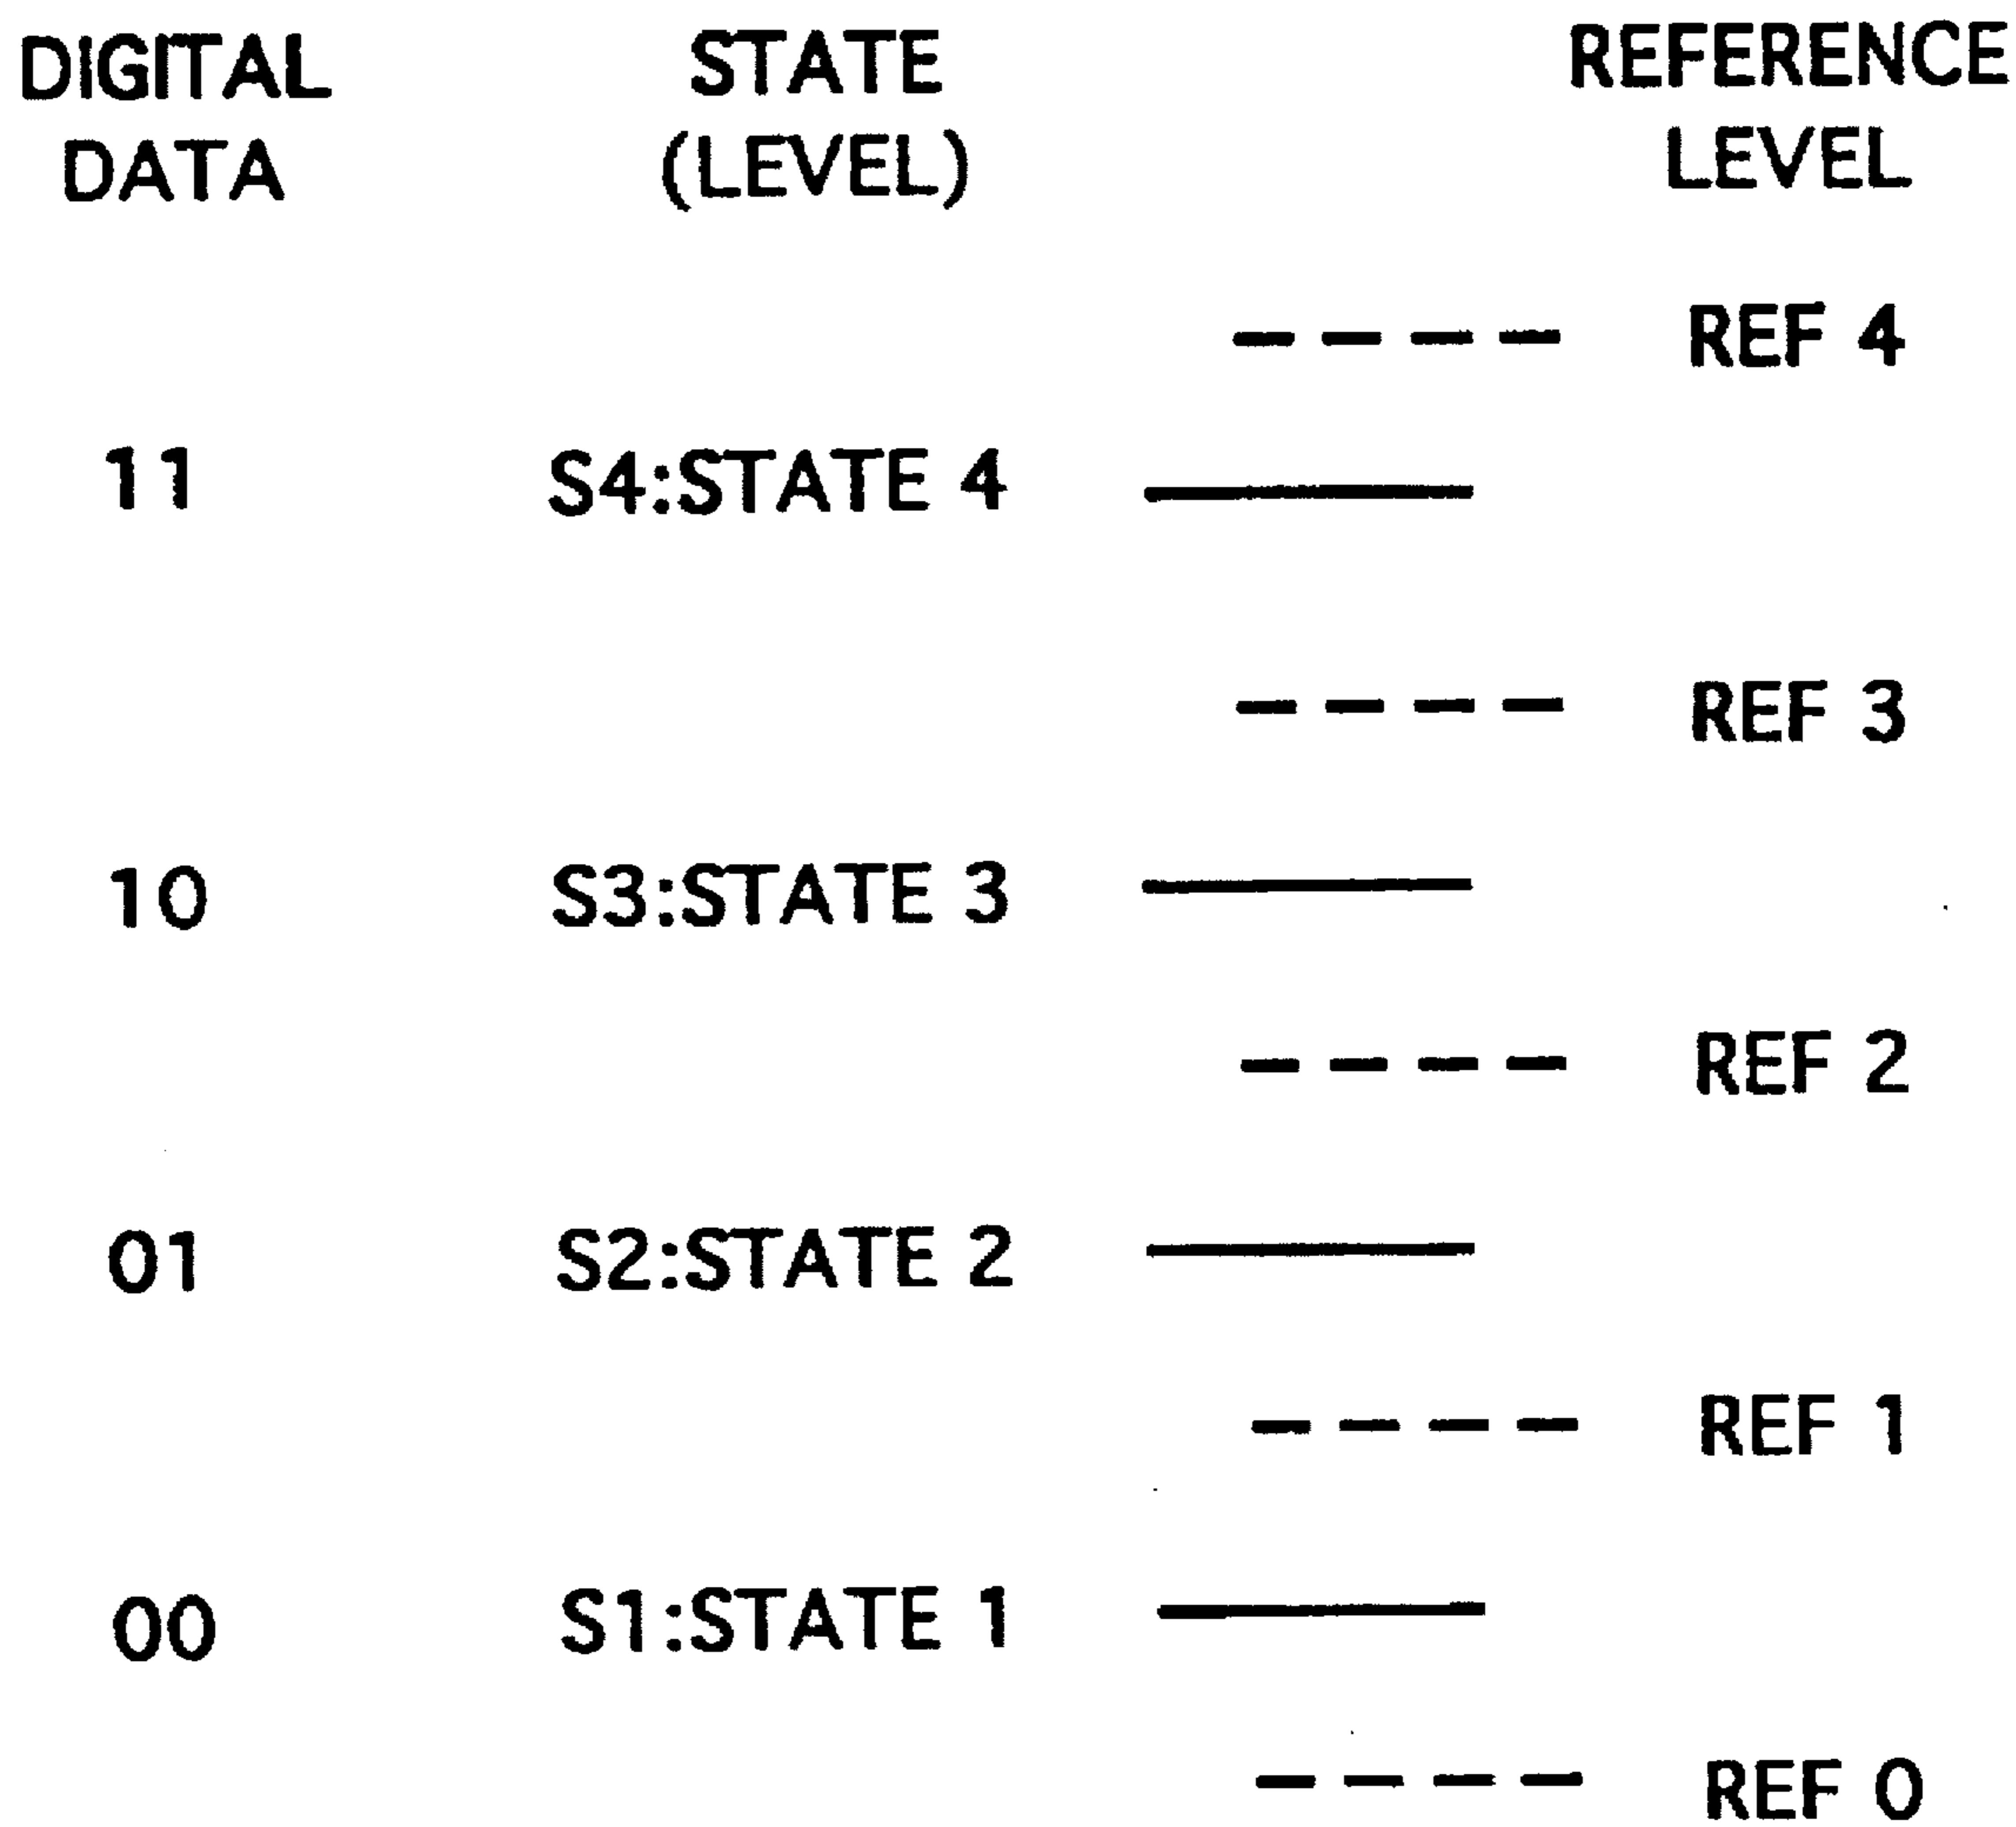 DIGITAL DATA STATE (LEVEL) REFERENCE LEVEL
REF 4
11 S4:STATE 4
REF 3
10 S3:STATE 3
REF 2
01 S2:STATE 2
REF 1
00 S1:STATE 1
REF 0